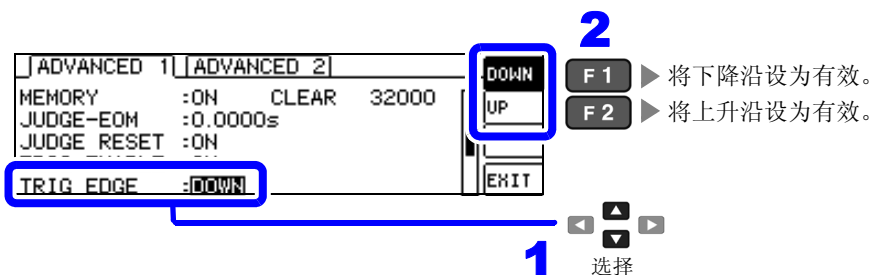 2
ADVANCED 1 ADVANCED 2
MEMORY :ON CLEAR 32000
JUDGE-EOM :0.0000s
JUDGE RESET :ON
TRIG EDGE :DOWN
DOWN
UP
EXIT
F1 ▶ 将下降沿设为有效。
F2 ▶ 将上升沿设为有效。
1
选择